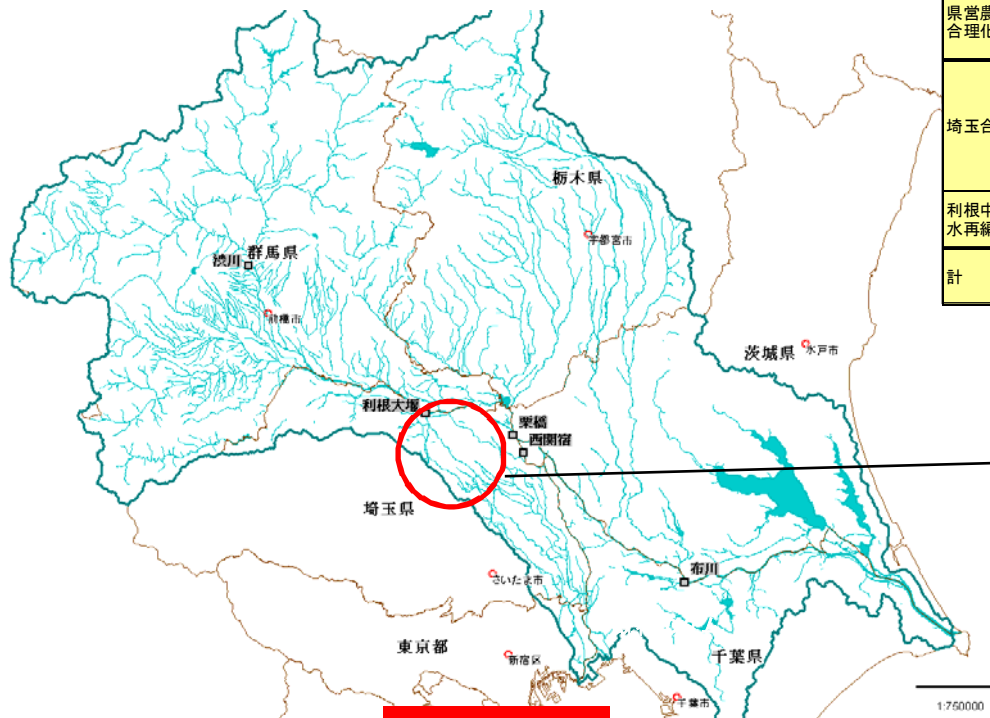 県営農
合理化
埼玉合
利根中
水再編
計
栃木県
宇都宮市
群馬県
渋川
前橋市
茨城県
水戸市
利根大堰
栗橋
西関宿
埼玉県
さいたま市
布川
東京都
新宿区
千葉県
千葉市
1:750000